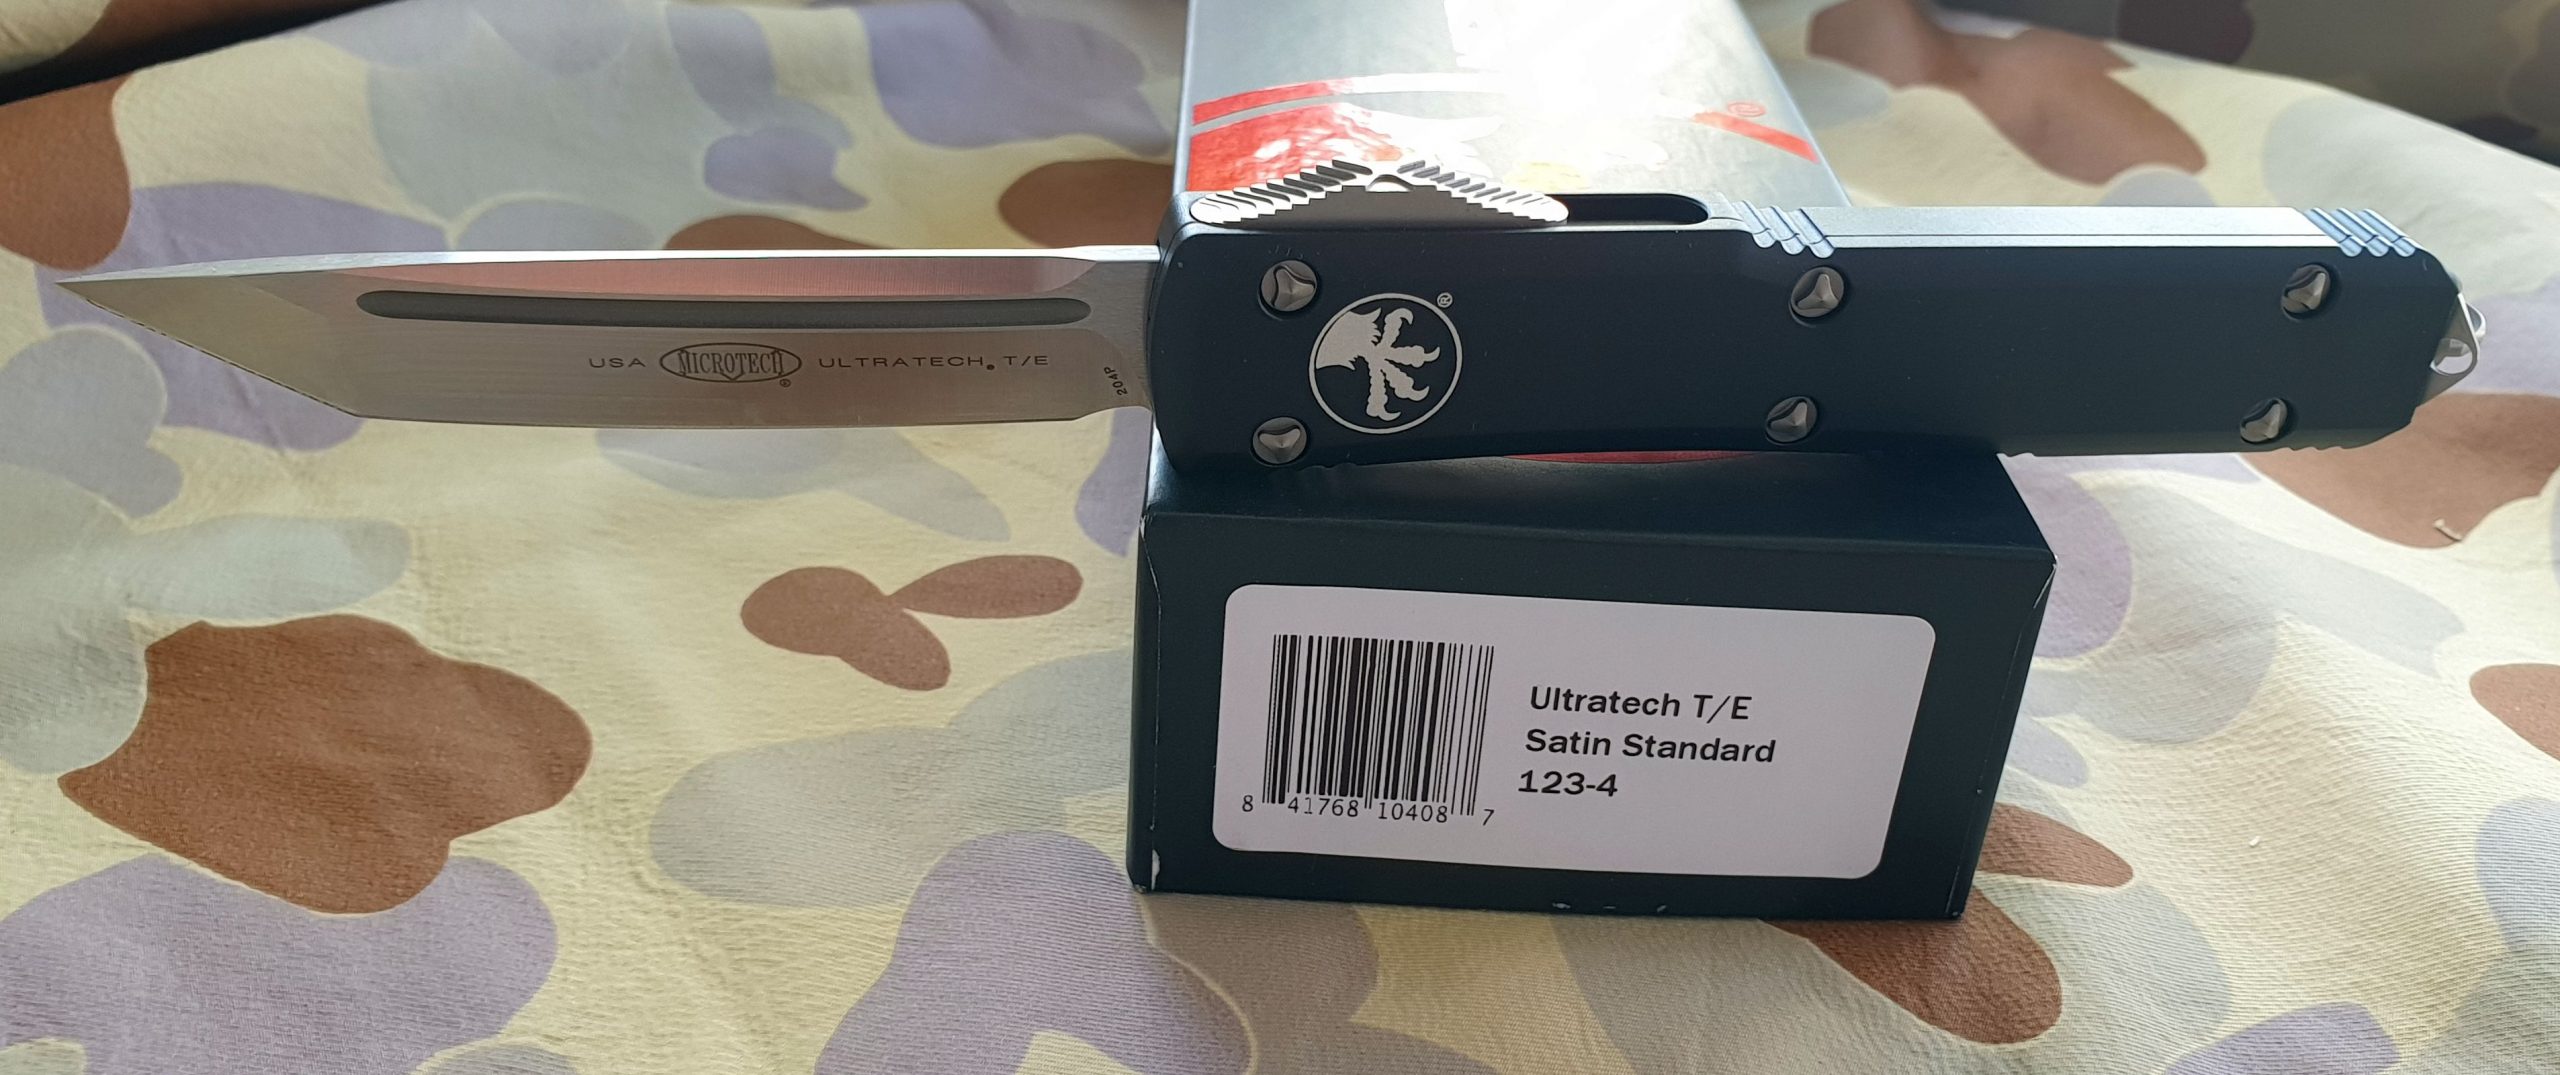 USA MICROTECH® ULTRATECH® T/E
204P
®
®
Ultratech T/E
Satin Standard
123-4
8 41768 10408 7